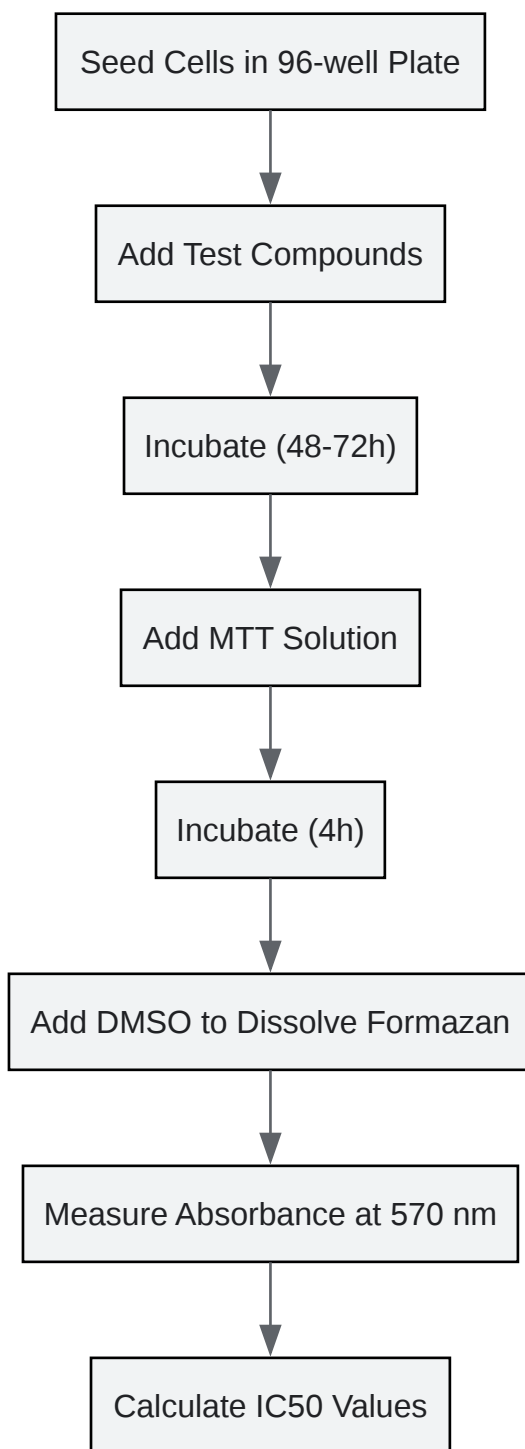 Seed Cells in 96-well Plate
Add Test Compounds
Incubate (48-72h)
Add MTT Solution
Incubate (4h)
Add DMSO to Dissolve Formazan
Measure Absorbance at 570 nm
Calculate IC50 Values